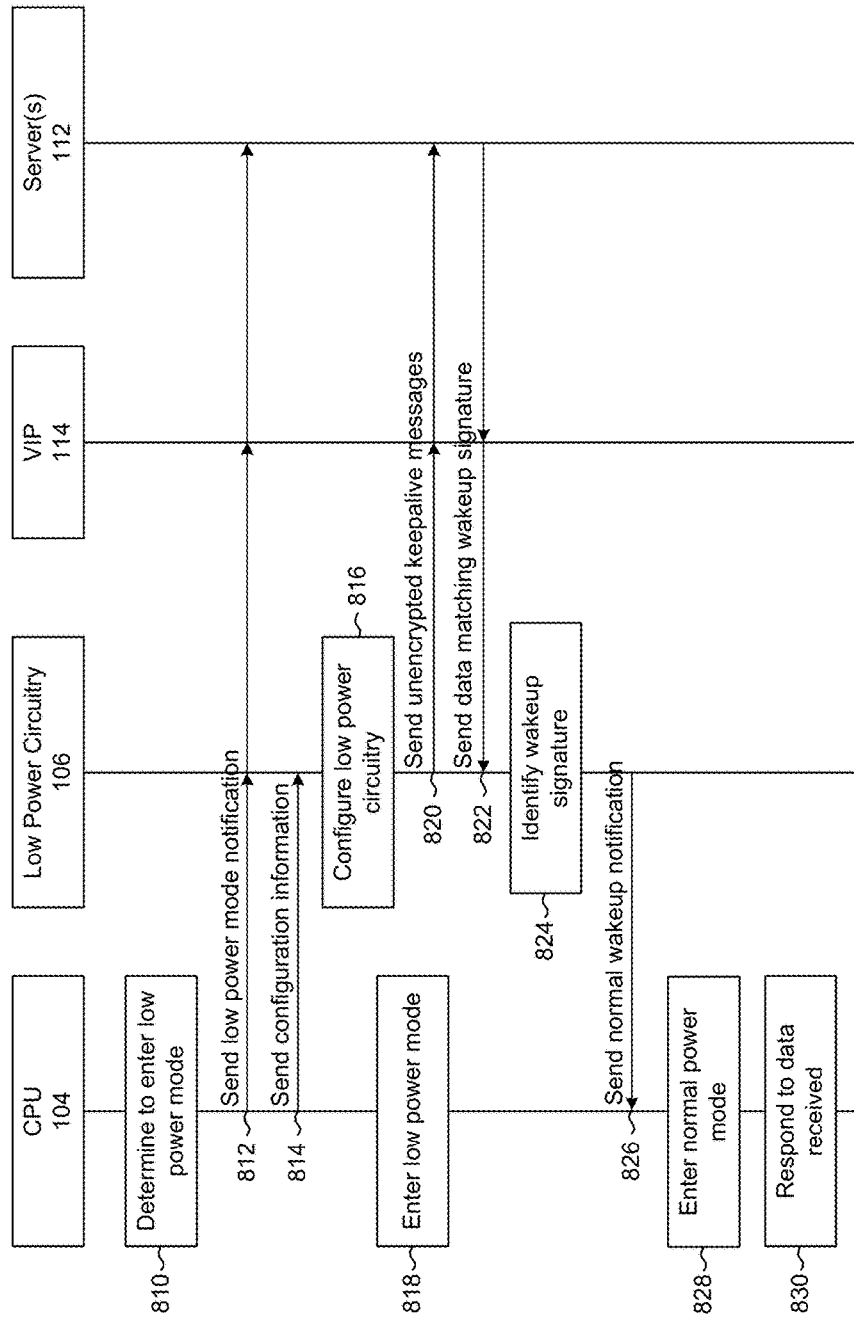 CPU
104
Low Power Circuitry
106
VIP
114
Server(s)
112
810
Determine to enter low
power mode
Send low power mode notification
812
Send configuration information
814
Configure low power
circuitry
816
818
Enter low power mode
Send unencrypted keepalive messages
820
Send data matching wakeup signature
822
Identify wakeup
signature
824
Send normal wakeup notification
826
828
Enter normal power
mode
830
Respond to data
received